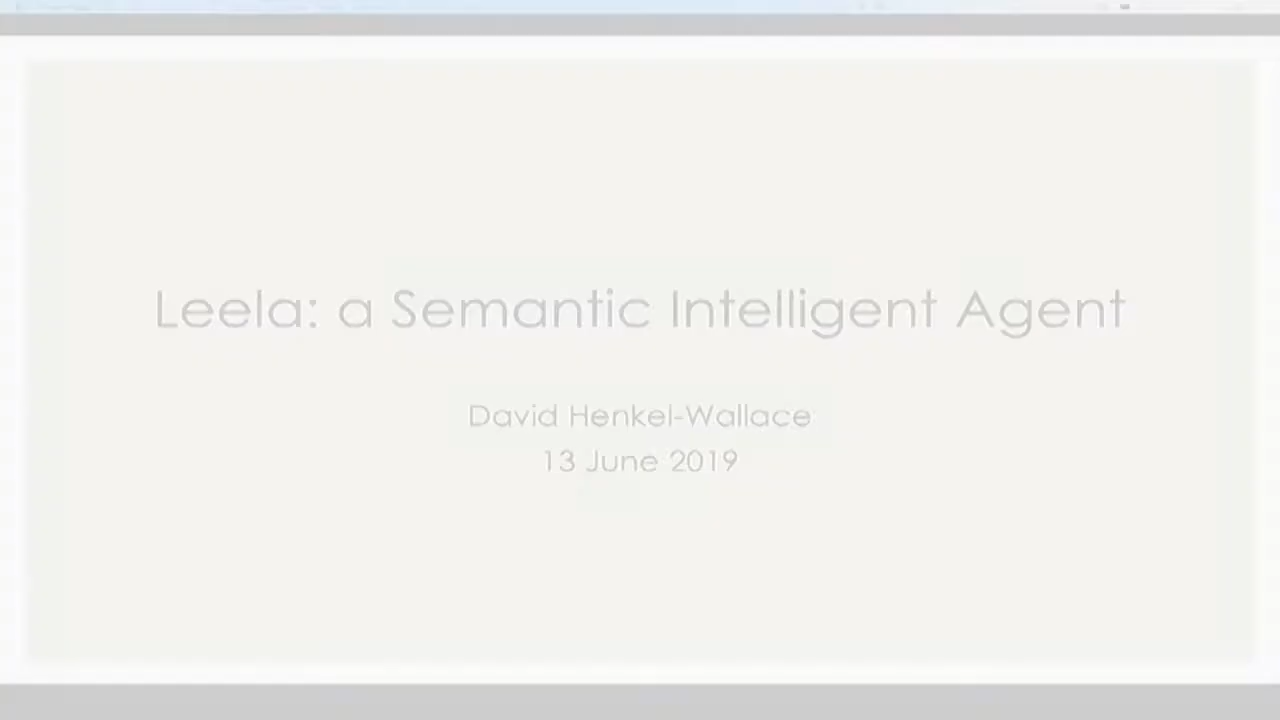 Leela: a Semantic Intelligent Agent
David Henkel-Wallace
13 June 2019